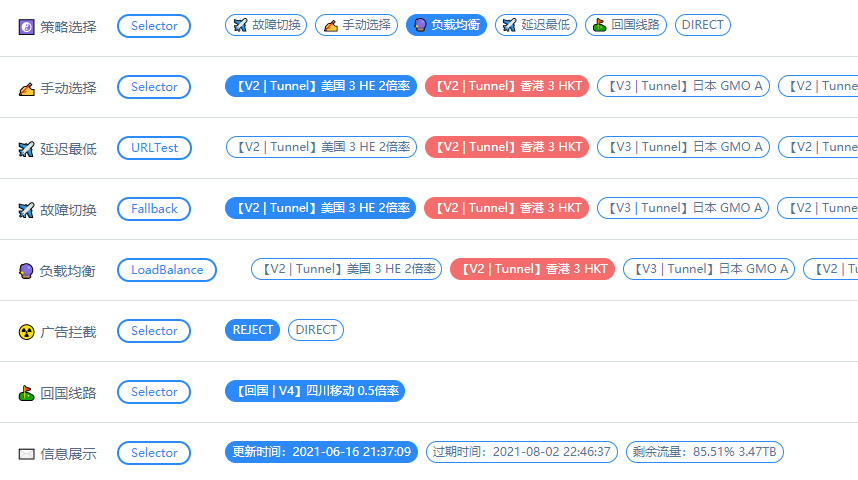 策略选择 Selector 故障切换 手动选择 负载均衡 延迟最低 回国线路 DIRECT
手动选择 Selector 【V2 | Tunnel】美国 3 HE 2倍率 【V2 | Tunnel】香港 3 HKT 【V3 | Tunnel】日本 GMO A 【V2 | Tunne
延迟最低 URLTest 【V2 | Tunnel】美国 3 HE 2倍率 【V2 | Tunnel】香港 3 HKT 【V3 | Tunnel】日本 GMO A 【V2 | Tunne
故障切换 Fallback 【V2 | Tunnel】美国 3 HE 2倍率 【V2 | Tunnel】香港 3 HKT 【V3 | Tunnel】日本 GMO A 【V2 | Tunne
负载均衡 LoadBalance 【V2 | Tunnel】美国 3 HE 2倍率 【V2 | Tunnel】香港 3 HKT 【V3 | Tunnel】日本 GMO A 【V2 | T
广告拦截 Selector REJECT DIRECT
回国线路 Selector 【回国 | V4】四川移动 0.5倍率
信息展示 Selector 更新时间：2021-06-16 21:37:09 过期时间：2021-08-02 22:46:37 剩余流量：85.51% 3.47TB